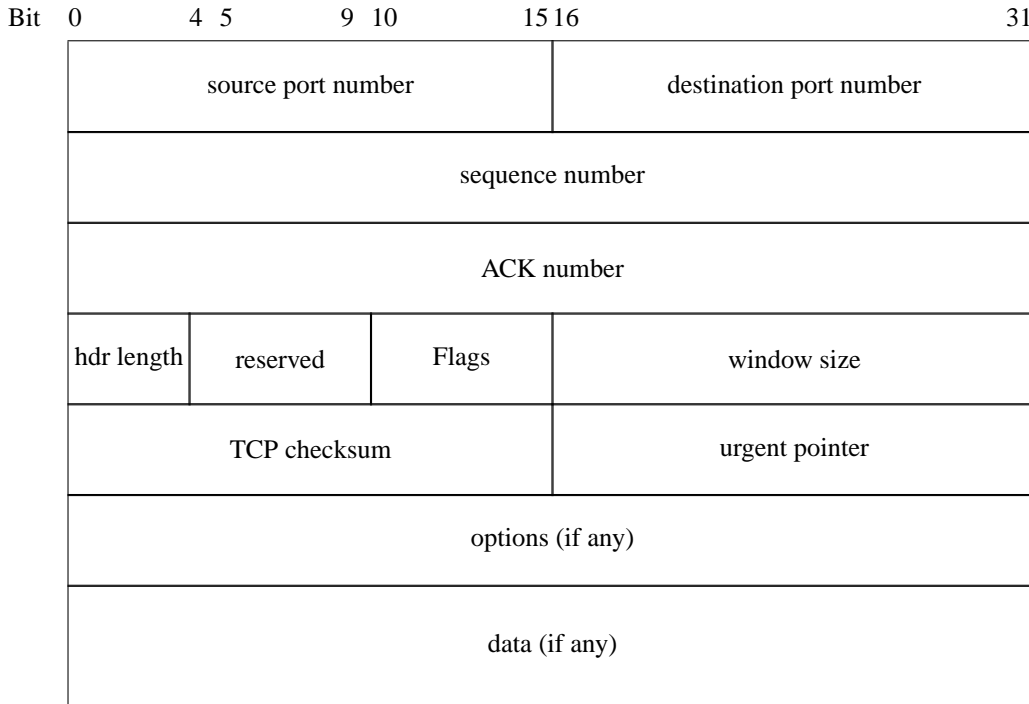 Bit 0 4 5 9 10 15 16 31
source port number destination port number
sequence number
ACK number
hdr length reserved Flags window size
TCP checksum urgent pointer
options (if any)
data (if any)